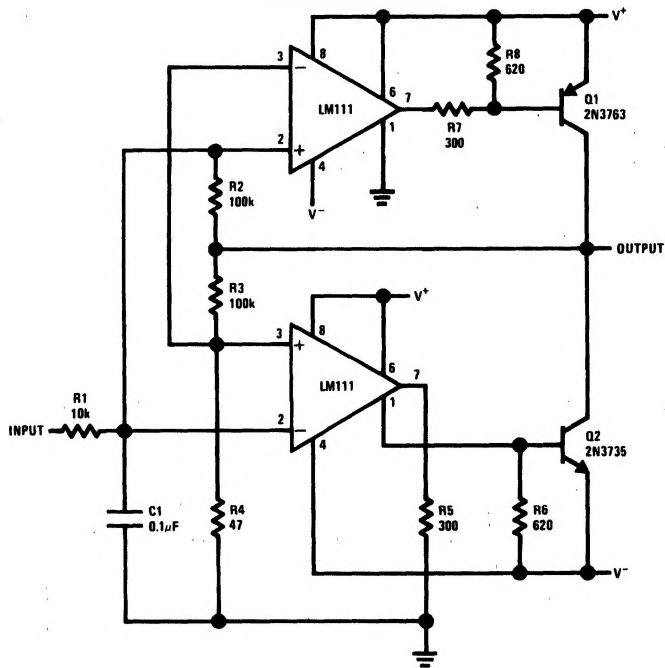 V+
3
−
8
R8
620
6
LM111
7
Q1
2N3763
2
+
1
R7
300
4
R2
100k
V−
OUTPUT
R3
100k
V+
3
+
8
6
LM111
7
R1
10k
1
INPUT
2
−
4
Q2
2N3735
C1
0.1μF
R4
47
R5
300
R6
620
V−